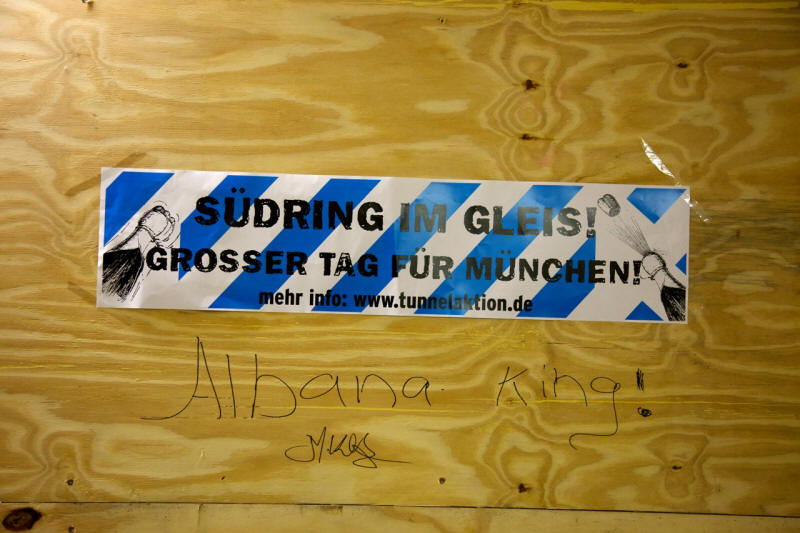 SÜDRING IM GLEIS!
GROSSER TAG FÜR MÜNCHEN!
mehr info: www.tunnelaktion.de
Albana King!